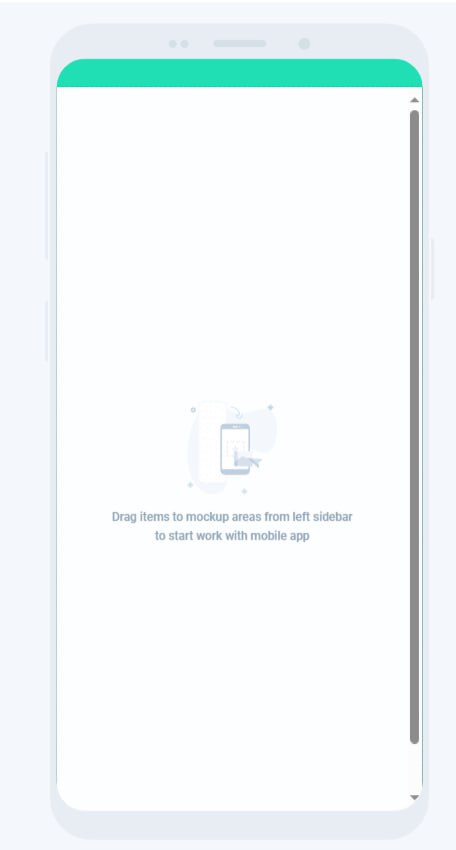 Drag items to mockup areas from left sidebar
to start work with mobile app